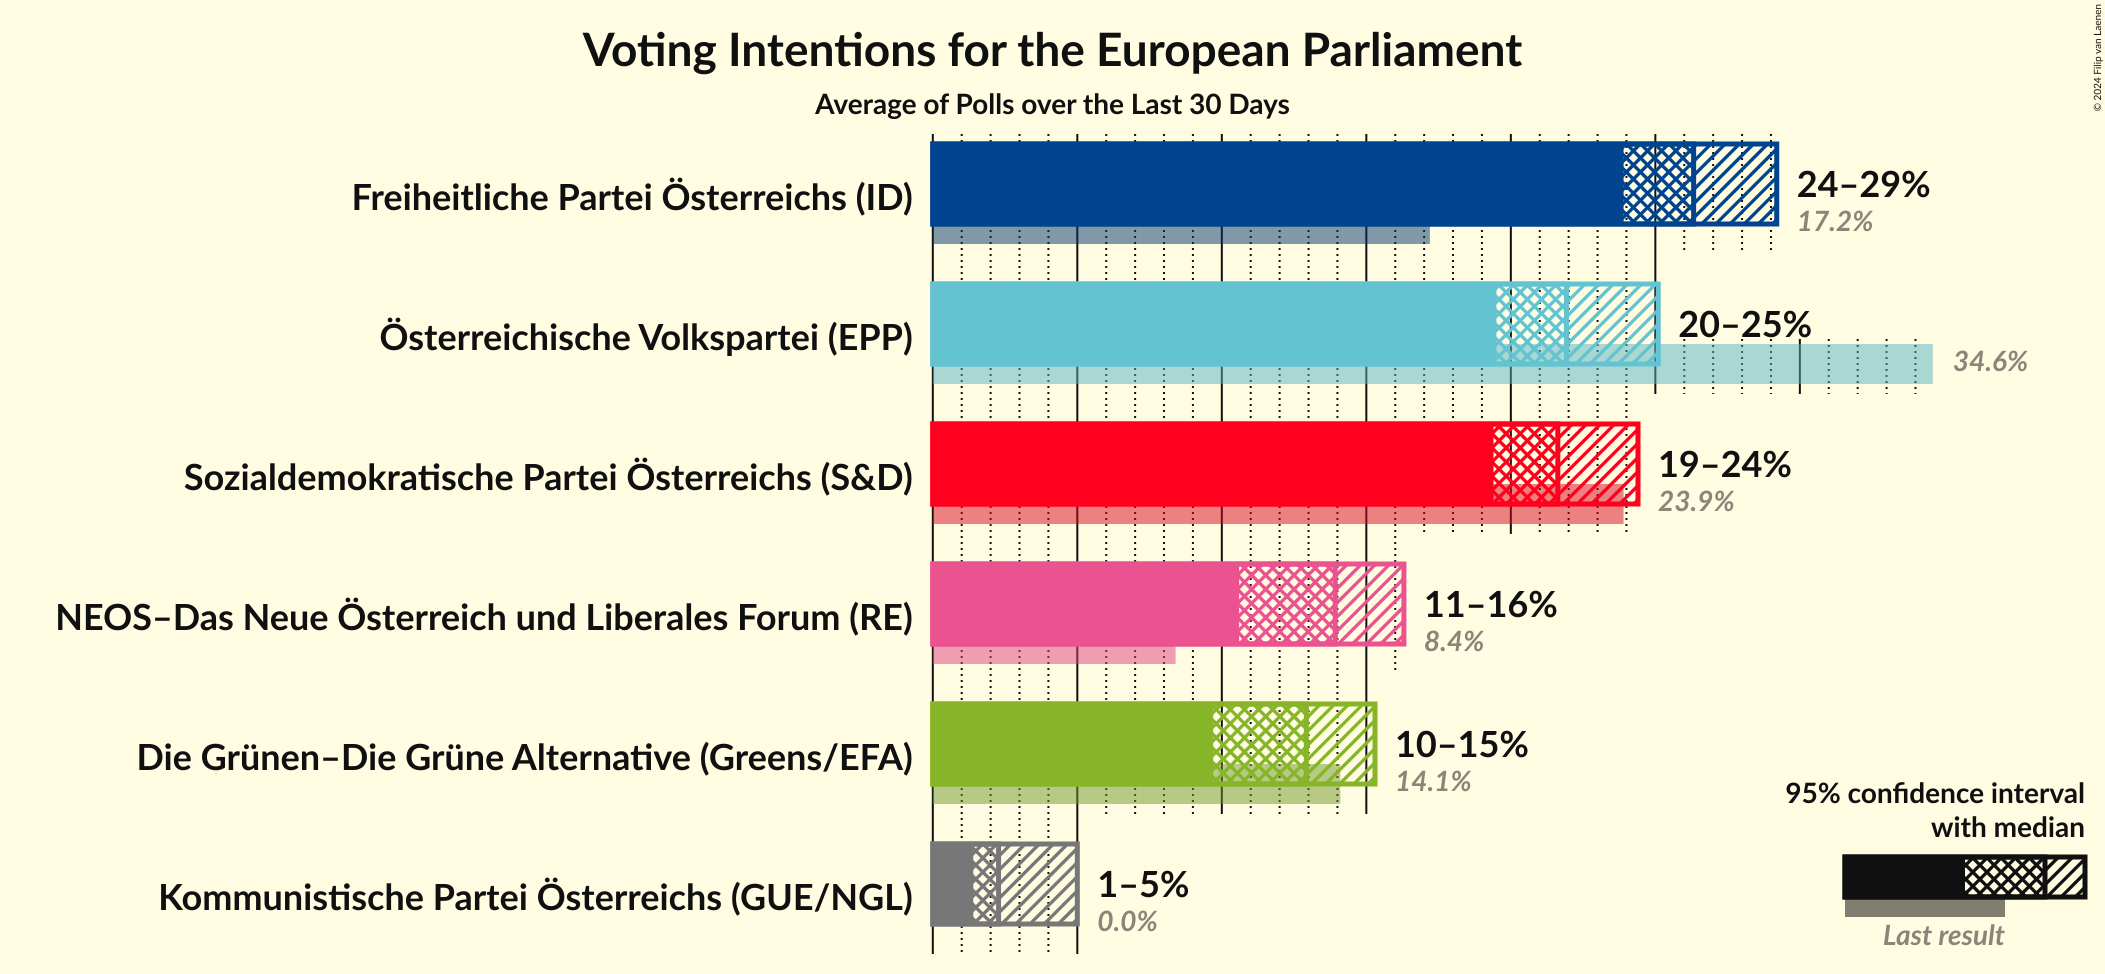 Voting Intentions for the European Parliament
Average of Polls over the Last 30 Days
© 2024 Filip van Laenen
Freiheitliche Partei Österreichs (ID)
24–29%
17.2%
Österreichische Volkspartei (EPP)
20–25%
34.6%
Sozialdemokratische Partei Österreichs (S&D)
19–24%
23.9%
NEOS–Das Neue Österreich und Liberales Forum (RE)
11–16%
8.4%
Die Grünen–Die Grüne Alternative (Greens/EFA)
10–15%
14.1%
Kommunistische Partei Österreichs (GUE/NGL)
1–5%
0.0%
95% confidence interval
with median
Last result